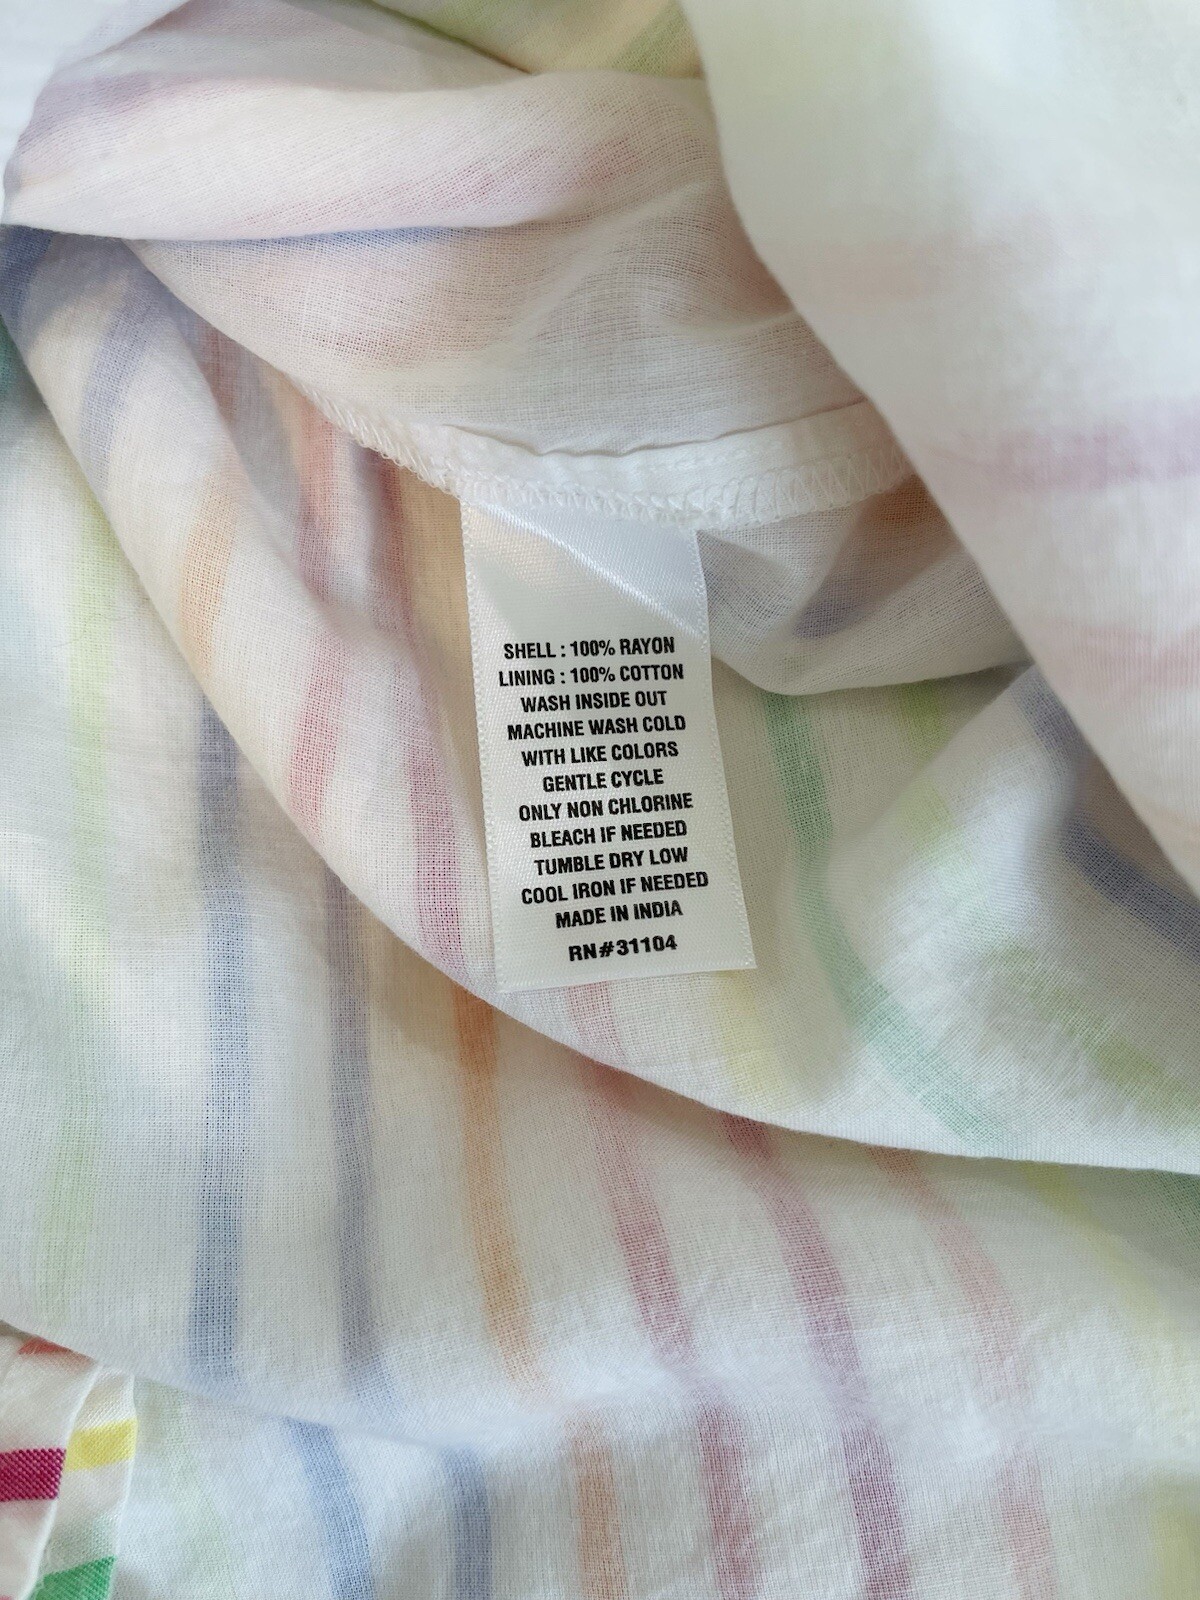 SHELL : 100% RAYON
LINING : 100% COTTON
WASH INSIDE OUT
MACHINE WASH COLD
WITH LIKE COLORS
GENTLE CYCLE
ONLY NON CHLORINE
BLEACH IF NEEDED
TUMBLE DRY LOW
COOL IRON IF NEEDED
MADE IN INDIA
RN#31104